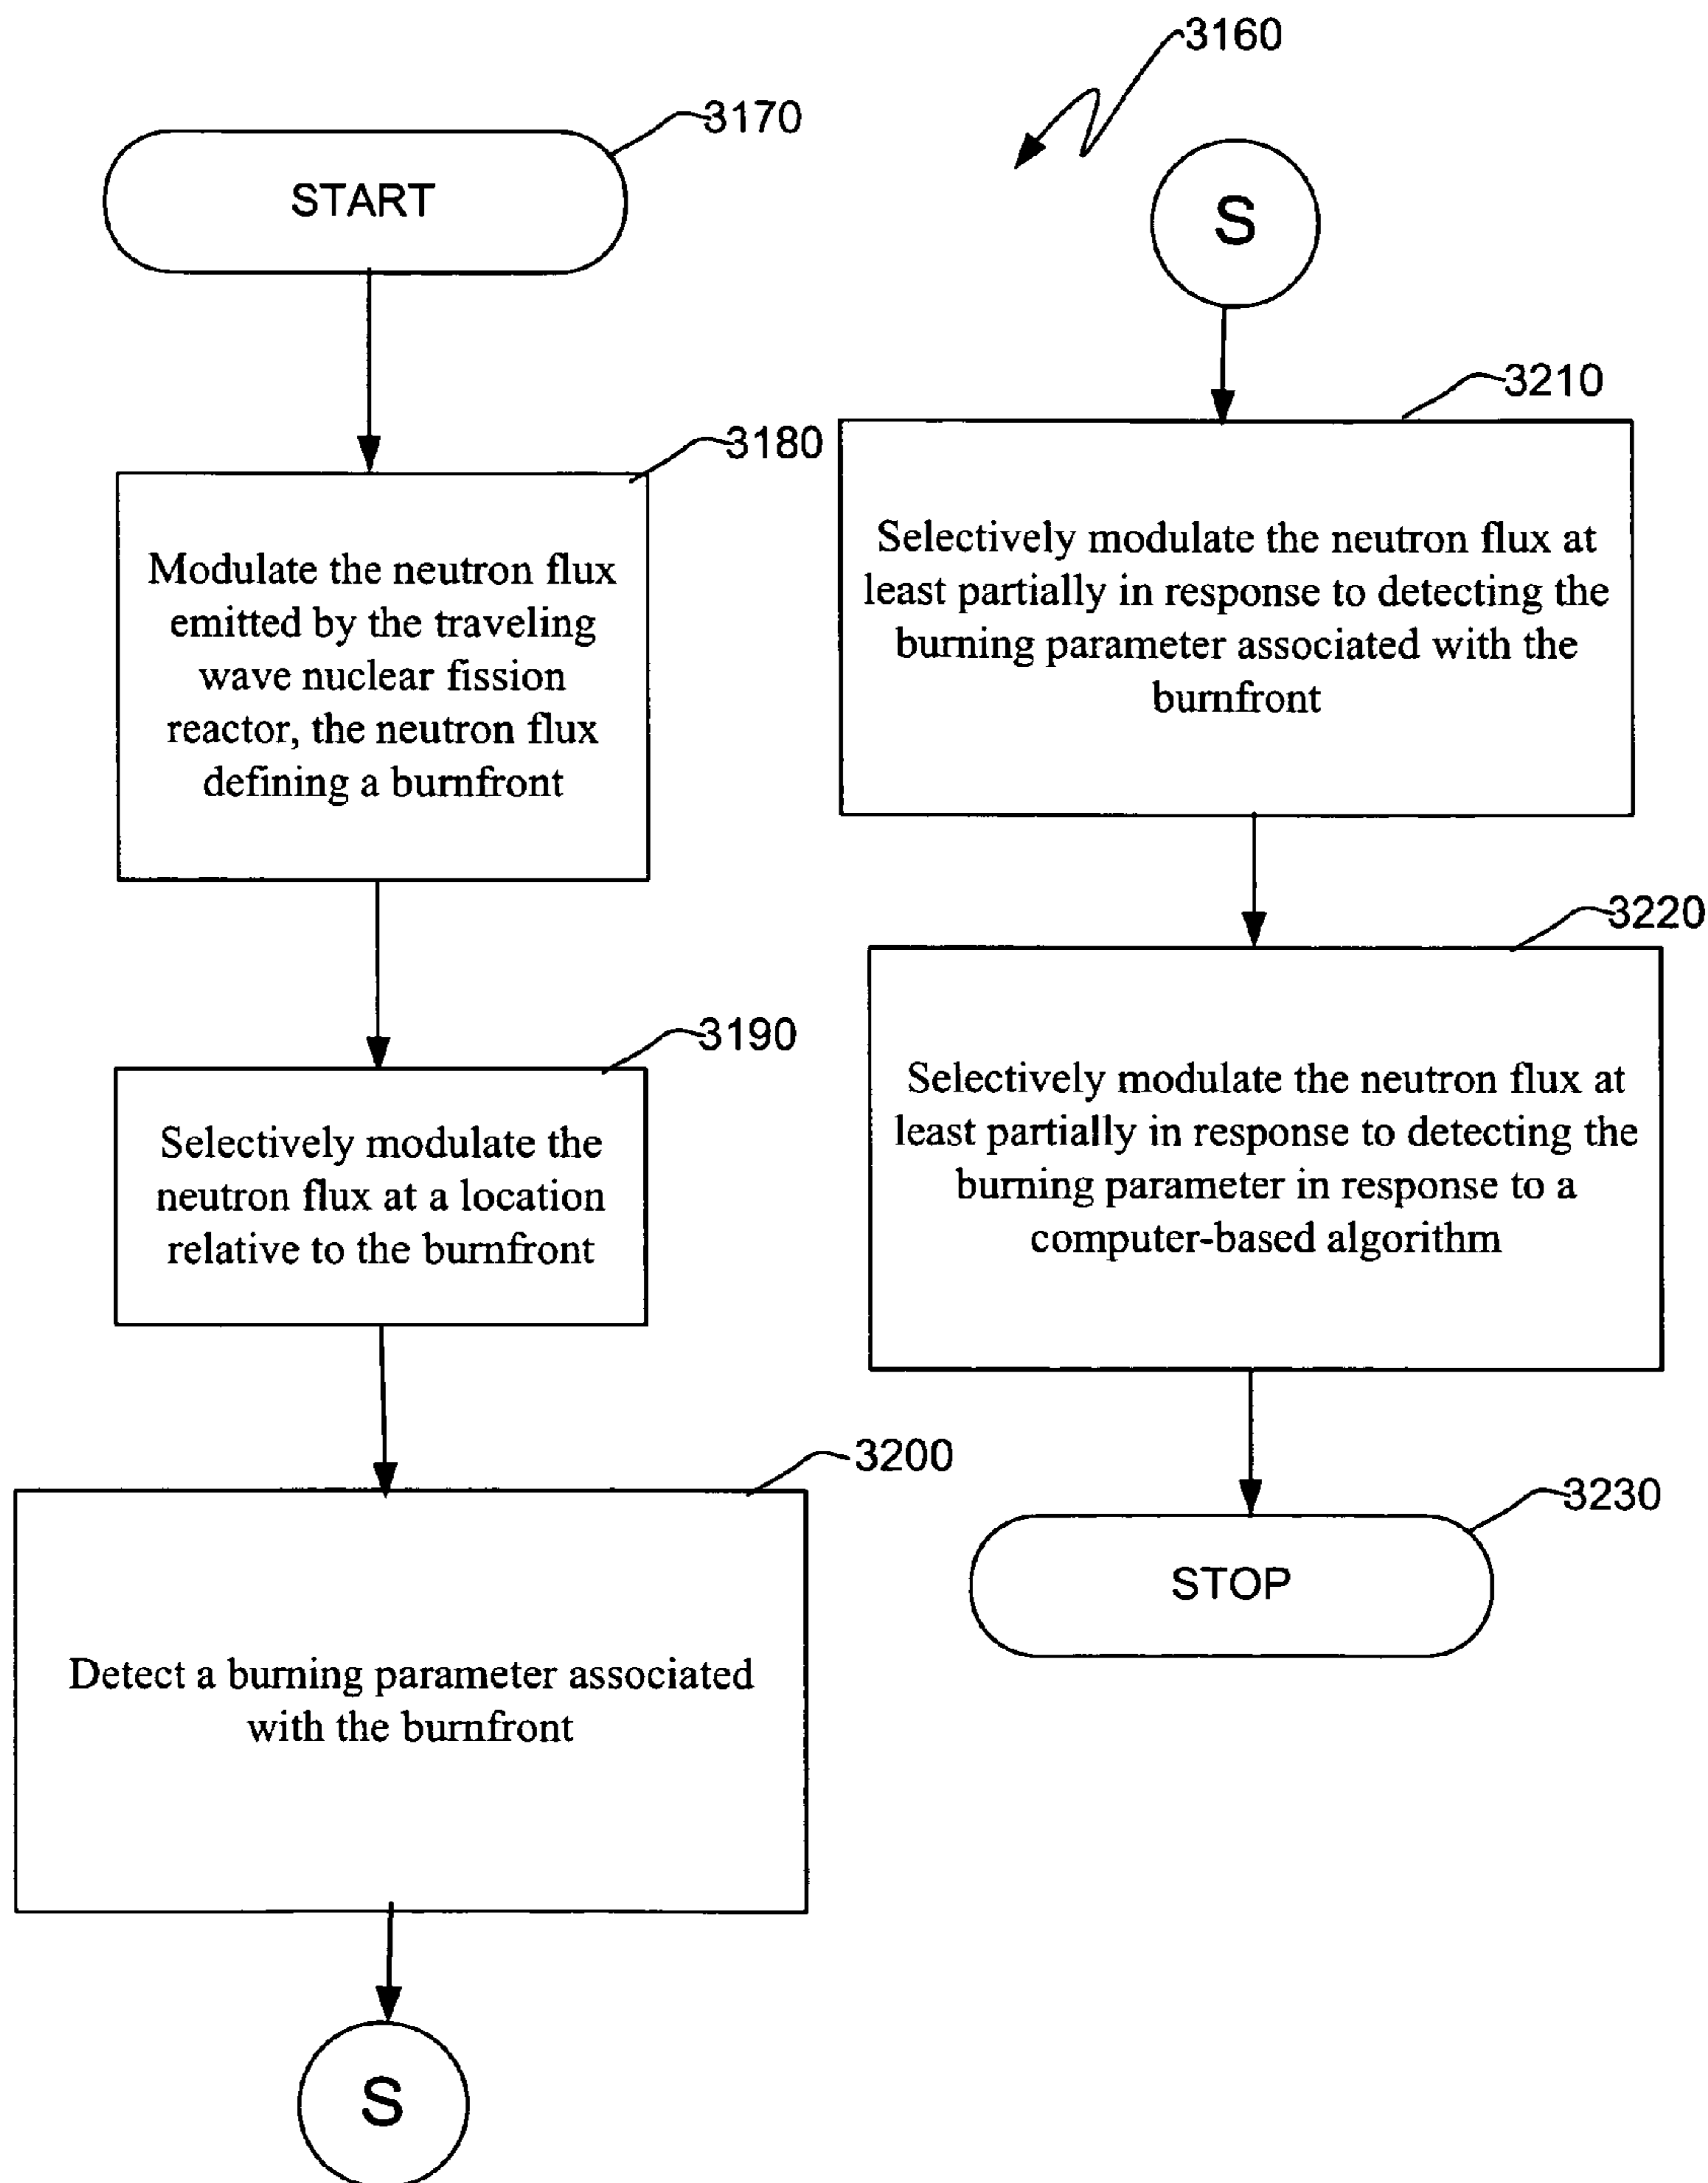 3160
3170
START
3180
Modulate the neutron flux
emitted by the traveling
wave nuclear fission
reactor, the neutron flux
defining a burnfront
3190
Selectively modulate the
neutron flux at a location
relative to the burnfront
3200
Detect a burning parameter associated
with the burnfront
S
S
3210
Selectively modulate the neutron flux at
least partially in response to detecting the
burning parameter associated with the
burnfront
3220
Selectively modulate the neutron flux at
least partially in response to detecting the
burning parameter in response to a
computer-based algorithm
3230
STOP